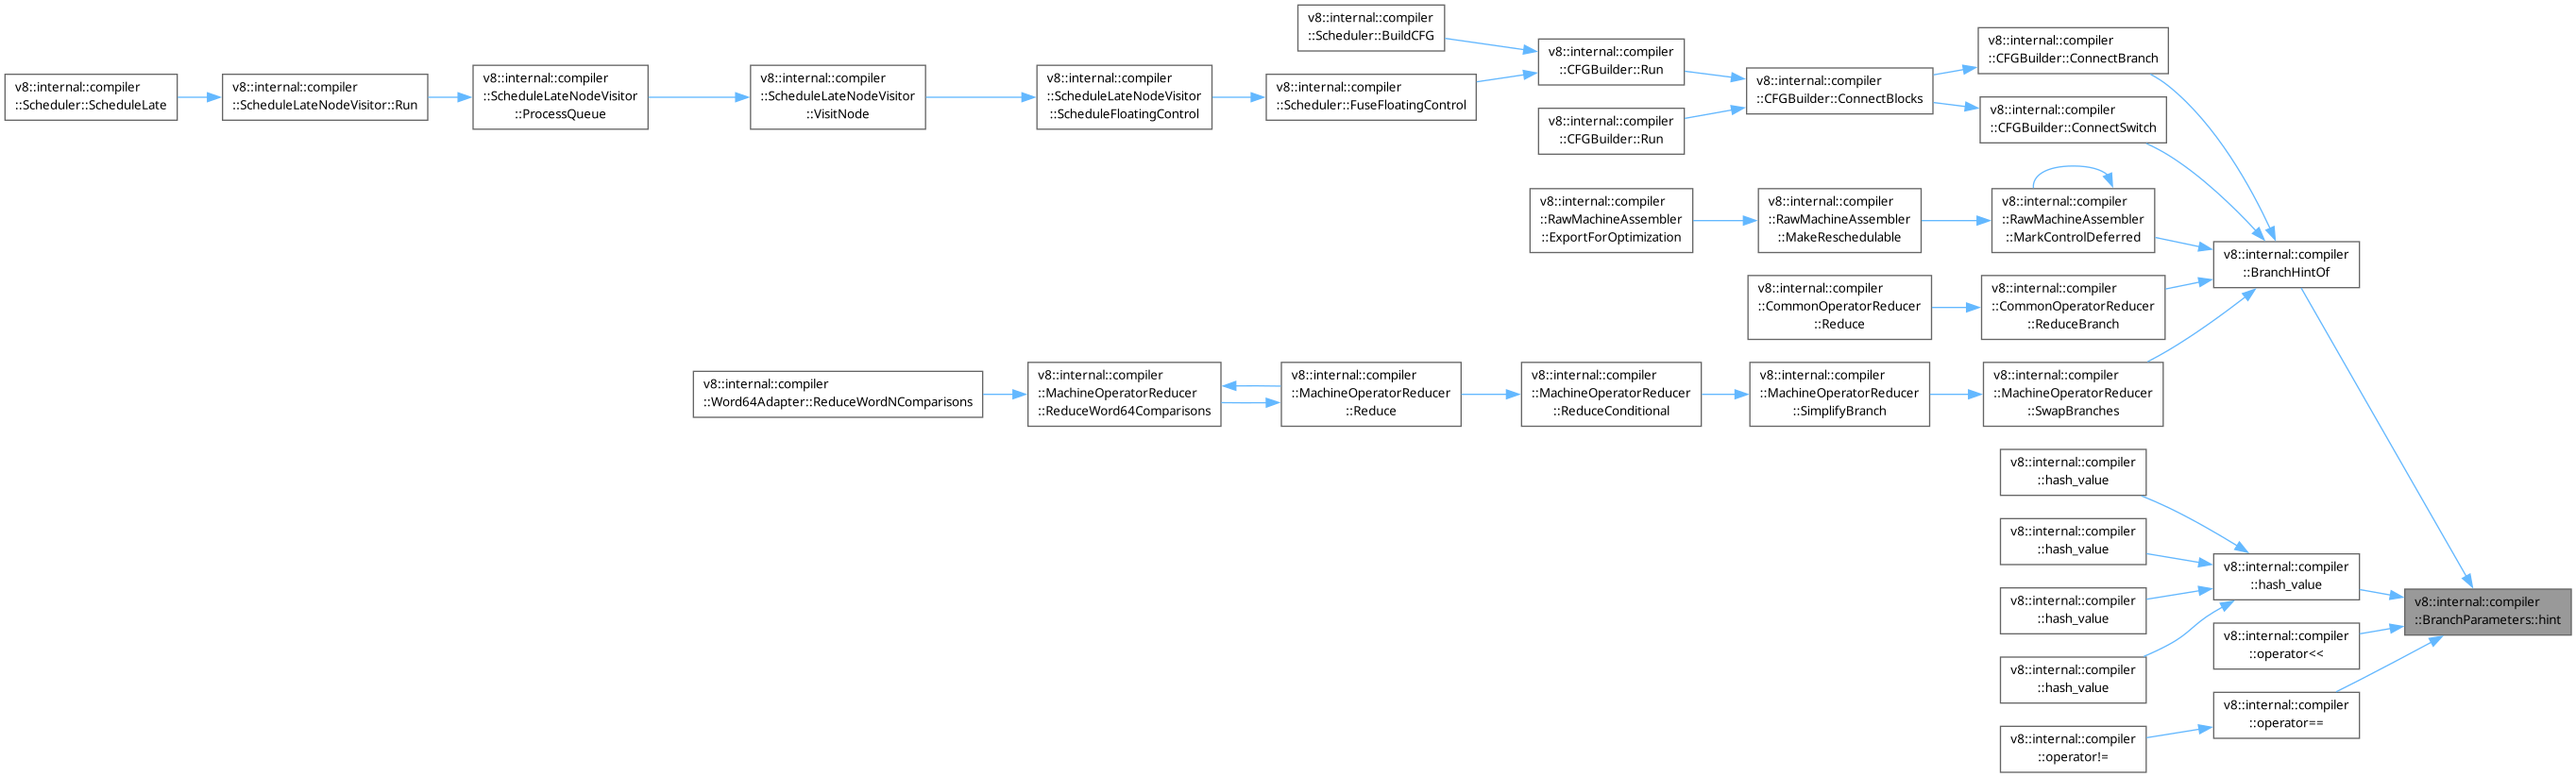 v8::internal::compiler
::Scheduler::ScheduleLate
v8::internal::compiler
::ScheduleLateNodeVisitor::Run
v8::internal::compiler
::ScheduleLateNodeVisitor
::ProcessQueue
v8::internal::compiler
::ScheduleLateNodeVisitor
::VisitNode
v8::internal::compiler
::ScheduleLateNodeVisitor
::ScheduleFloatingControl
v8::internal::compiler
::Scheduler::BuildCFG
v8::internal::compiler
::Scheduler::FuseFloatingControl
v8::internal::compiler
::CFGBuilder::Run
v8::internal::compiler
::CFGBuilder::Run
v8::internal::compiler
::CFGBuilder::ConnectBlocks
v8::internal::compiler
::CFGBuilder::ConnectBranch
v8::internal::compiler
::CFGBuilder::ConnectSwitch
v8::internal::compiler
::RawMachineAssembler
::ExportForOptimization
v8::internal::compiler
::RawMachineAssembler
::MakeReschedulable
v8::internal::compiler
::RawMachineAssembler
::MarkControlDeferred
v8::internal::compiler
::BranchHintOf
v8::internal::compiler
::CommonOperatorReducer
::Reduce
v8::internal::compiler
::CommonOperatorReducer
::ReduceBranch
v8::internal::compiler
::Word64Adapter::ReduceWordNComparisons
v8::internal::compiler
::MachineOperatorReducer
::ReduceWord64Comparisons
v8::internal::compiler
::MachineOperatorReducer
::Reduce
v8::internal::compiler
::MachineOperatorReducer
::ReduceConditional
v8::internal::compiler
::MachineOperatorReducer
::SimplifyBranch
v8::internal::compiler
::MachineOperatorReducer
::SwapBranches
v8::internal::compiler
::hash_value
v8::internal::compiler
::hash_value
v8::internal::compiler
::hash_value
v8::internal::compiler
::hash_value
v8::internal::compiler
::hash_value
v8::internal::compiler
::BranchParameters::hint
v8::internal::compiler
::operator<<
v8::internal::compiler
::operator==
v8::internal::compiler
::operator!=